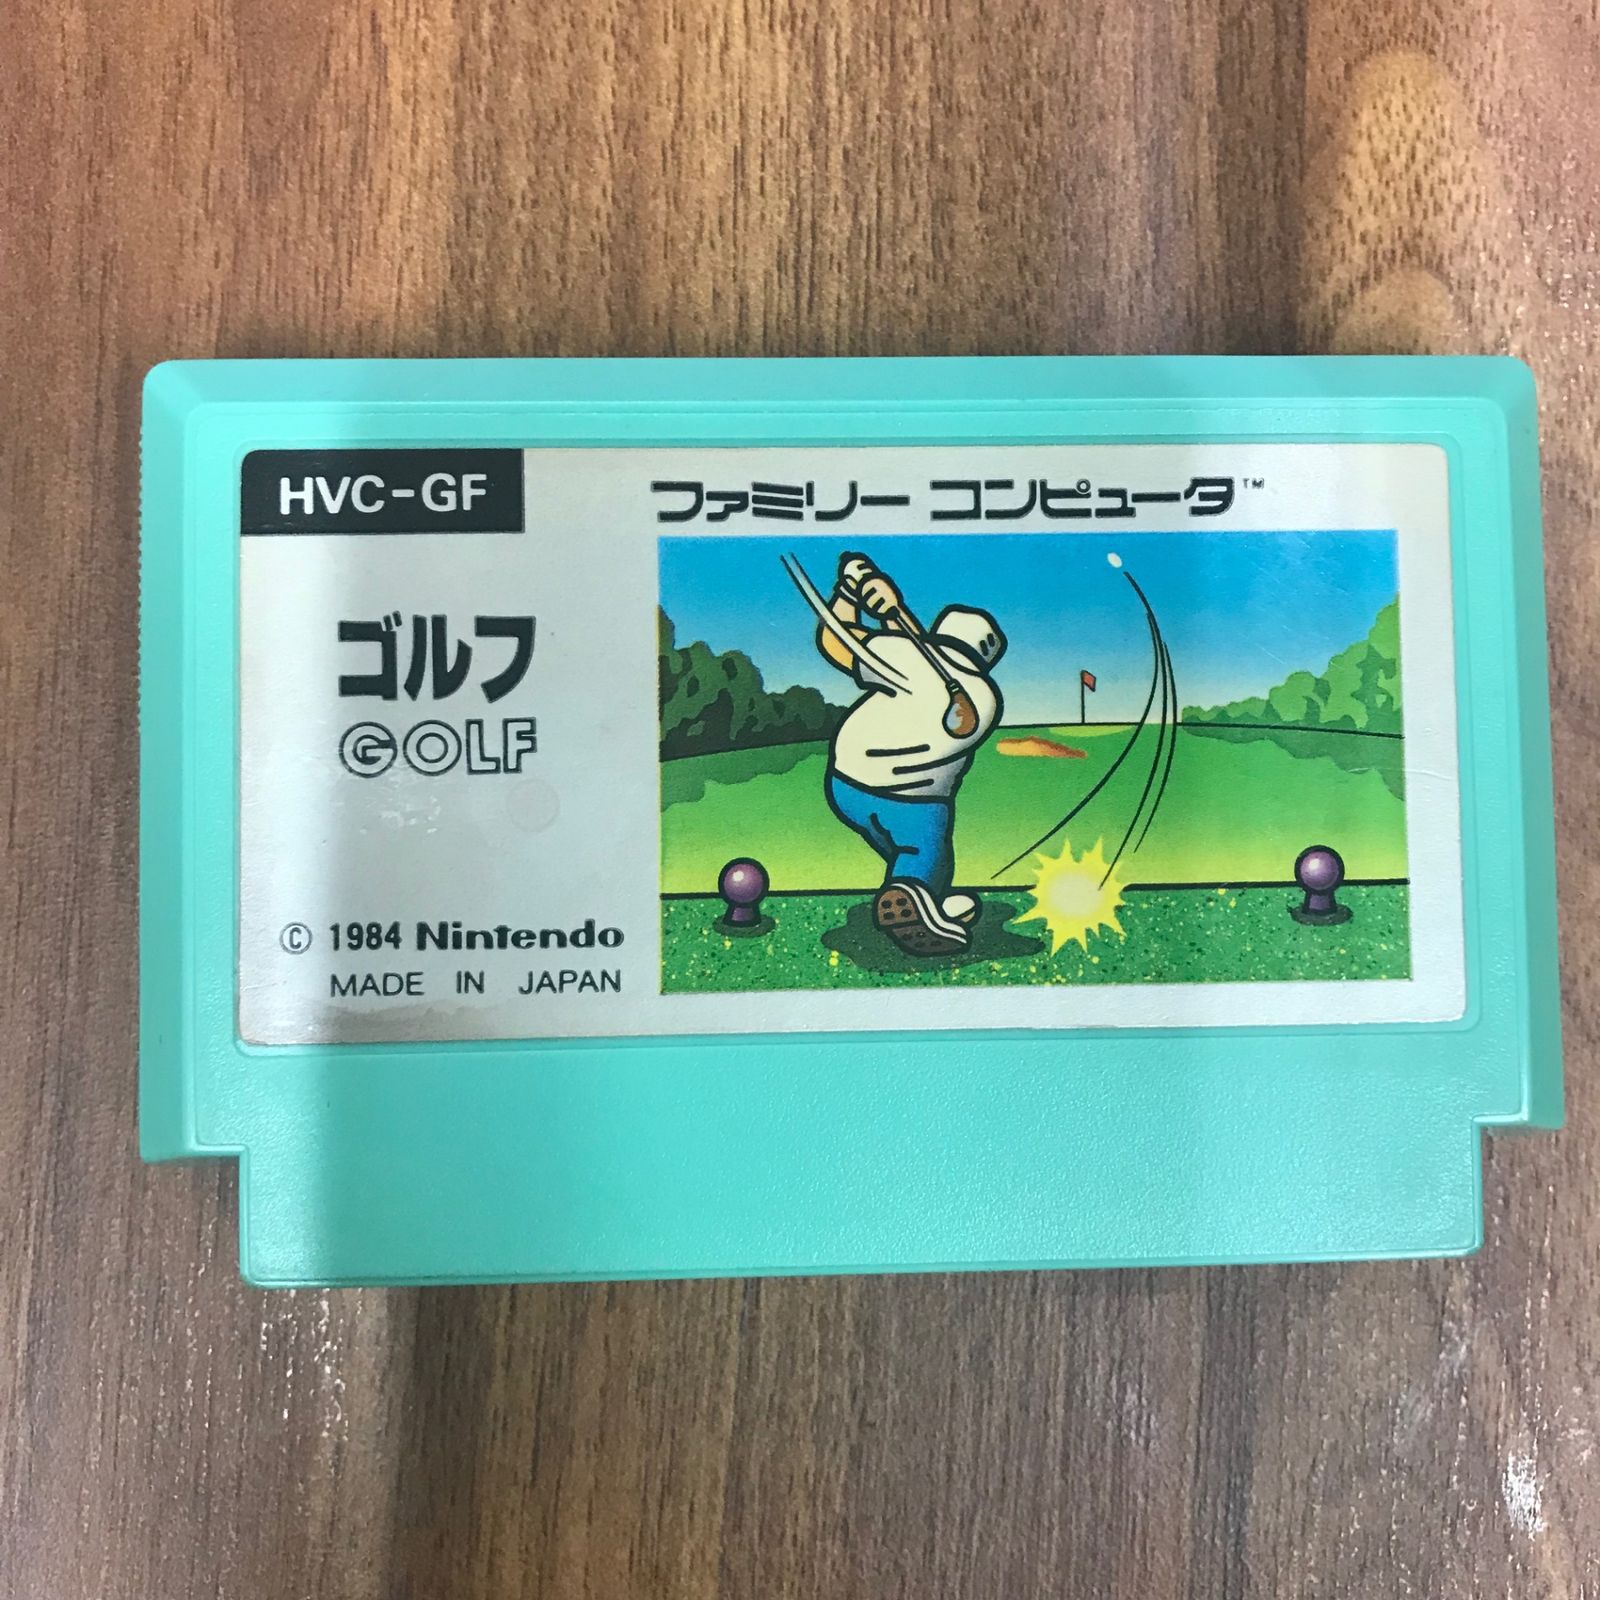 HVC-GF
ファミリー コンピュータ™
ゴルフ
GOLF
© 1984 Nintendo
MADE IN JAPAN